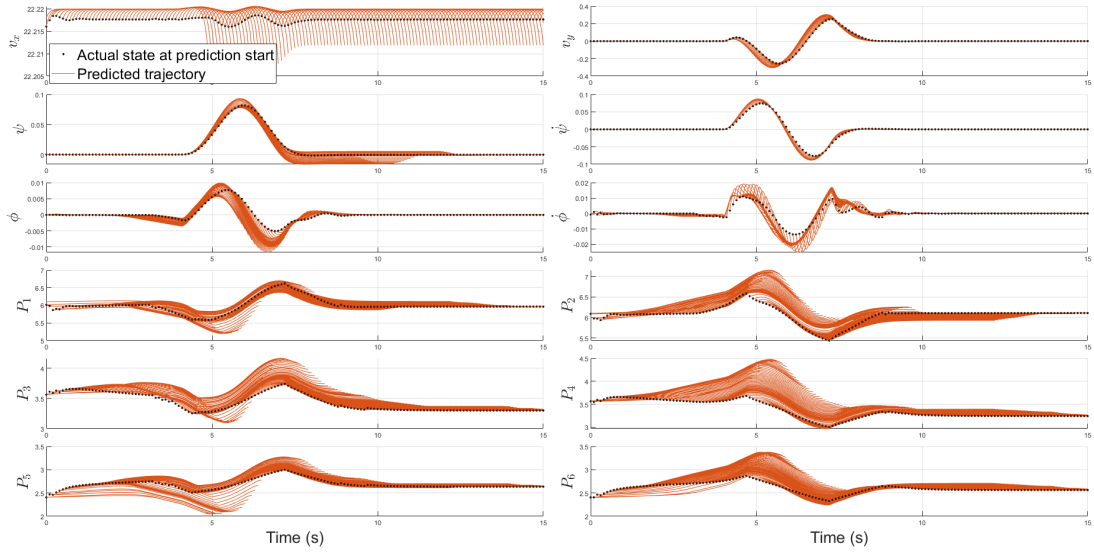 22.22
22.215
22.21
22.205
v_x
Actual state at prediction start
Predicted trajectory
0 5 10 15
0.4
0.2
0
-0.2
-0.4
v_y
0 5 10 15
0.1
0.05
0
ψ
0 5 10 15
0.1
0.05
0
-0.05
-0.1
ψ̇
0 5 10 15
0.01
0.005
0
-0.005
-0.01
ϕ
0 5 10 15
0.02
0.01
0
-0.01
-0.02
ϕ̇
0 5 10 15
7
6.5
6
5.5
5
P_1
0 5 10 15
7
6.5
6
5.5
P_2
0 5 10 15
4
3.5
3
P_3
0 5 10 15
4.5
4
3.5
3
P_4
0 5 10 15
3.5
3
2.5
2
P_5
0 5 10 15
Time (s)
3.5
3
2.5
2
P_6
0 5 10 15
Time (s)